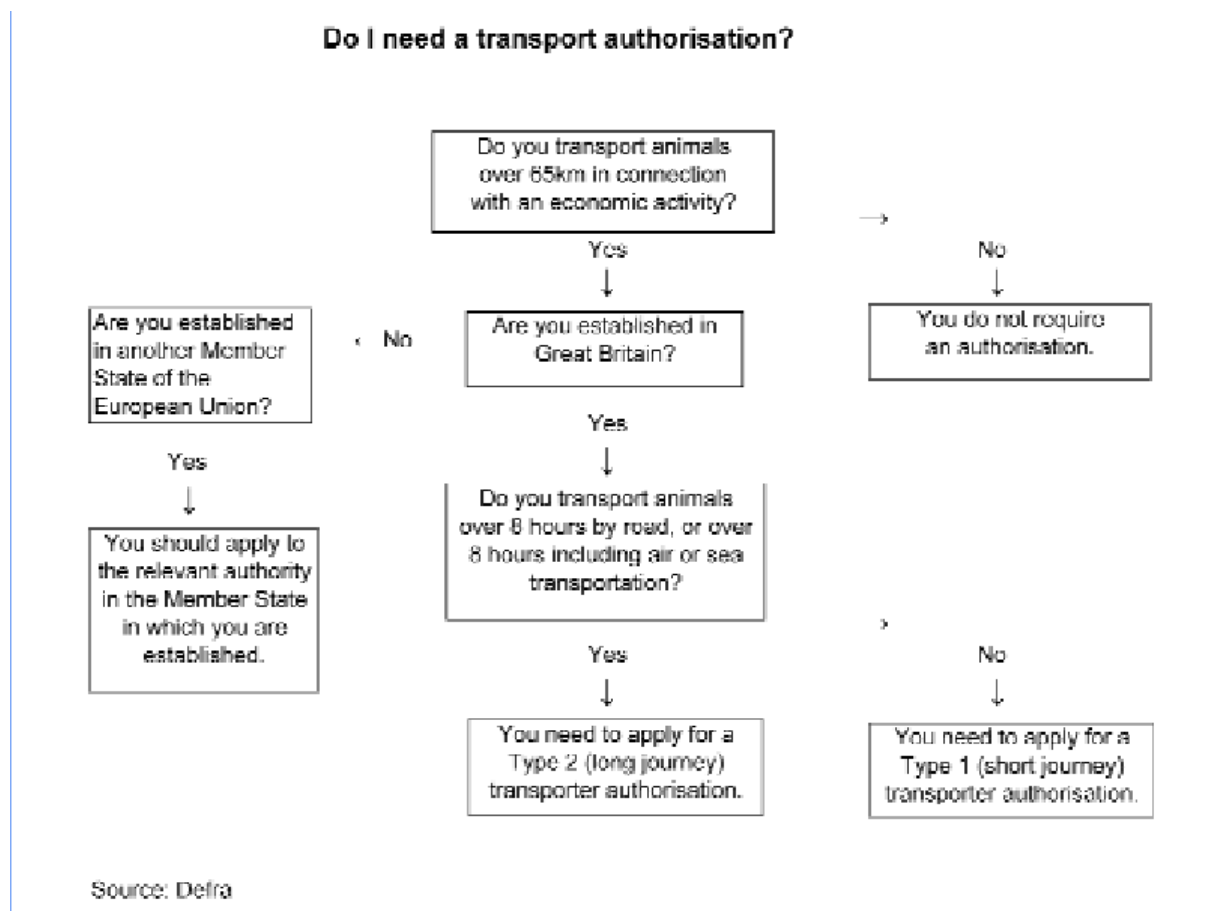 Do I need a transport authorisation?
Do you transport animals
over 65km in connection
with an economic activity?
→
Yes
No
↓
↓
Are you established
in another Member
State of the
European Union?
← No
Are you established in
Great Britain?
You do not require
an authorisation.
Yes
↓
Yes
↓
You should apply to
the relevant authority
in the Member State
in which you are
established.
Do you transport animals
over 8 hours by road, or over
8 hours including air or sea
transportation?
→
Yes
No
↓
↓
You need to apply for a
Type 2 (long journey)
transporter authorisation.
You need to apply for a
Type 1 (short journey)
transporter authorisation.
Source: Defra